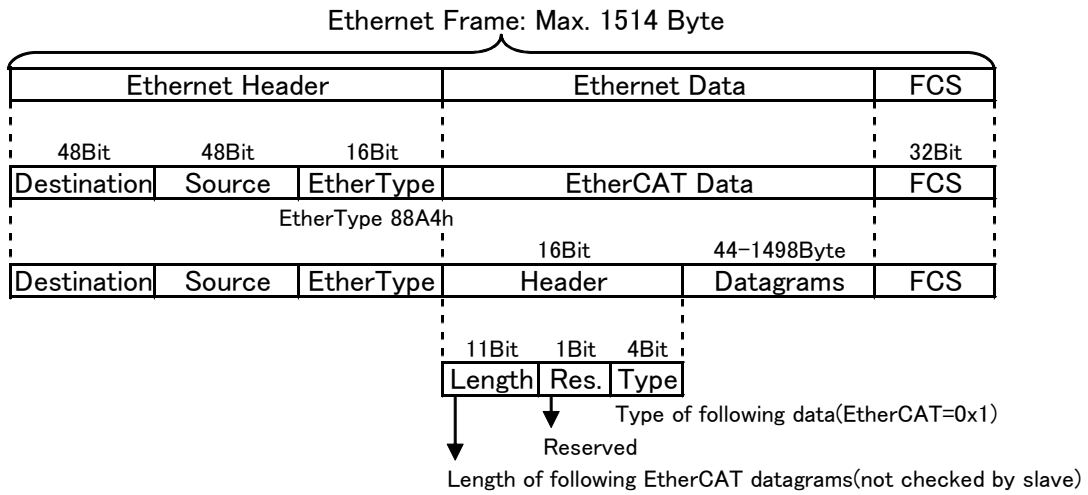 Ethernet Frame: Max. 1514 Byte
Ethernet Header Ethernet Data FCS
48Bit 48Bit 16Bit 32Bit
Destination Source EtherType EtherCAT Data FCS
EtherType 88A4h
16Bit 44-1498Byte
Destination Source EtherType Header Datagrams FCS
11Bit 1Bit 4Bit
Length Res. Type
Type of following data(EtherCAT=0x1)
Reserved
Length of following EtherCAT datagrams(not checked by slave)